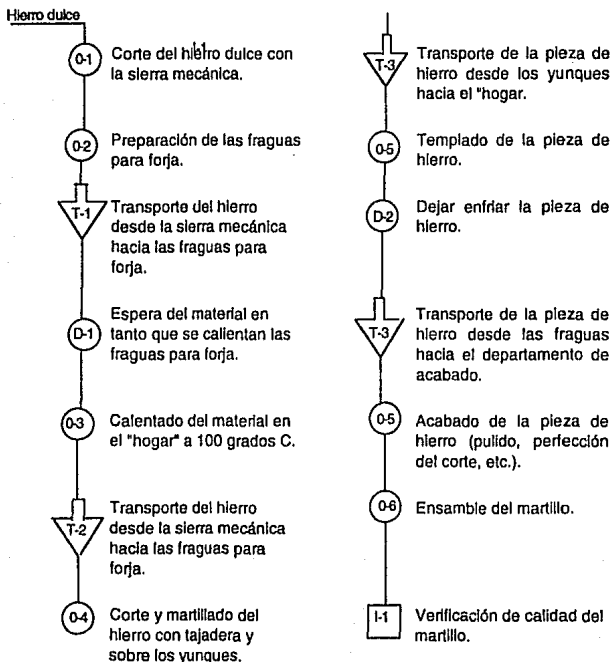 Hierro dulce
0-1
Corte del hierro dulce con
la sierra mecánica.
0-2
Preparación de las fraguas
para forja.
T-1
Transporte del hierro
desde la sierra mecánica
hacia las fraguas para
forja.
D-1
Espera del material en
tanto que se calientan las
fraguas para forja.
0-3
Calentado del material en
el "hogar" a 100 grados C.
T-2
Transporte del hierro
desde la sierra mecánica
hacia las fraguas para
forja.
0-4
Corte y martillado del
hierro con tajadera y
sobre los yunques.
T-3
Transporte de la pieza de
hierro desde los yunques
hacia el "hogar.
0-5
Templado de la pieza de
hierro.
D-2
Dejar enfriar la pieza de
hierro.
T-3
Transporte de la pieza de
hierro desde las fraguas
hacia el departamento de
acabado.
0-5
Acabado de la pieza de
hierro (pulido, perfección
del corte, etc.).
0-6
Ensamble del martillo.
I-1
Verificación de calidad del
martillo.